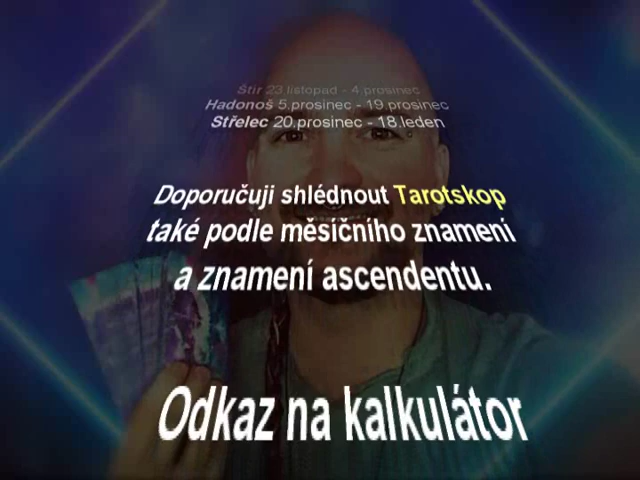 Štír 23.listopad - 4.prosinec
Hadonoš 5.prosinec - 19.prosinec
Střelec 20.prosinec - 18.leden
Doporučuji shlédnout Tarotskop
také podle měsíčního znamení
a znamení ascendentu.
Odkaz na kalkulátor